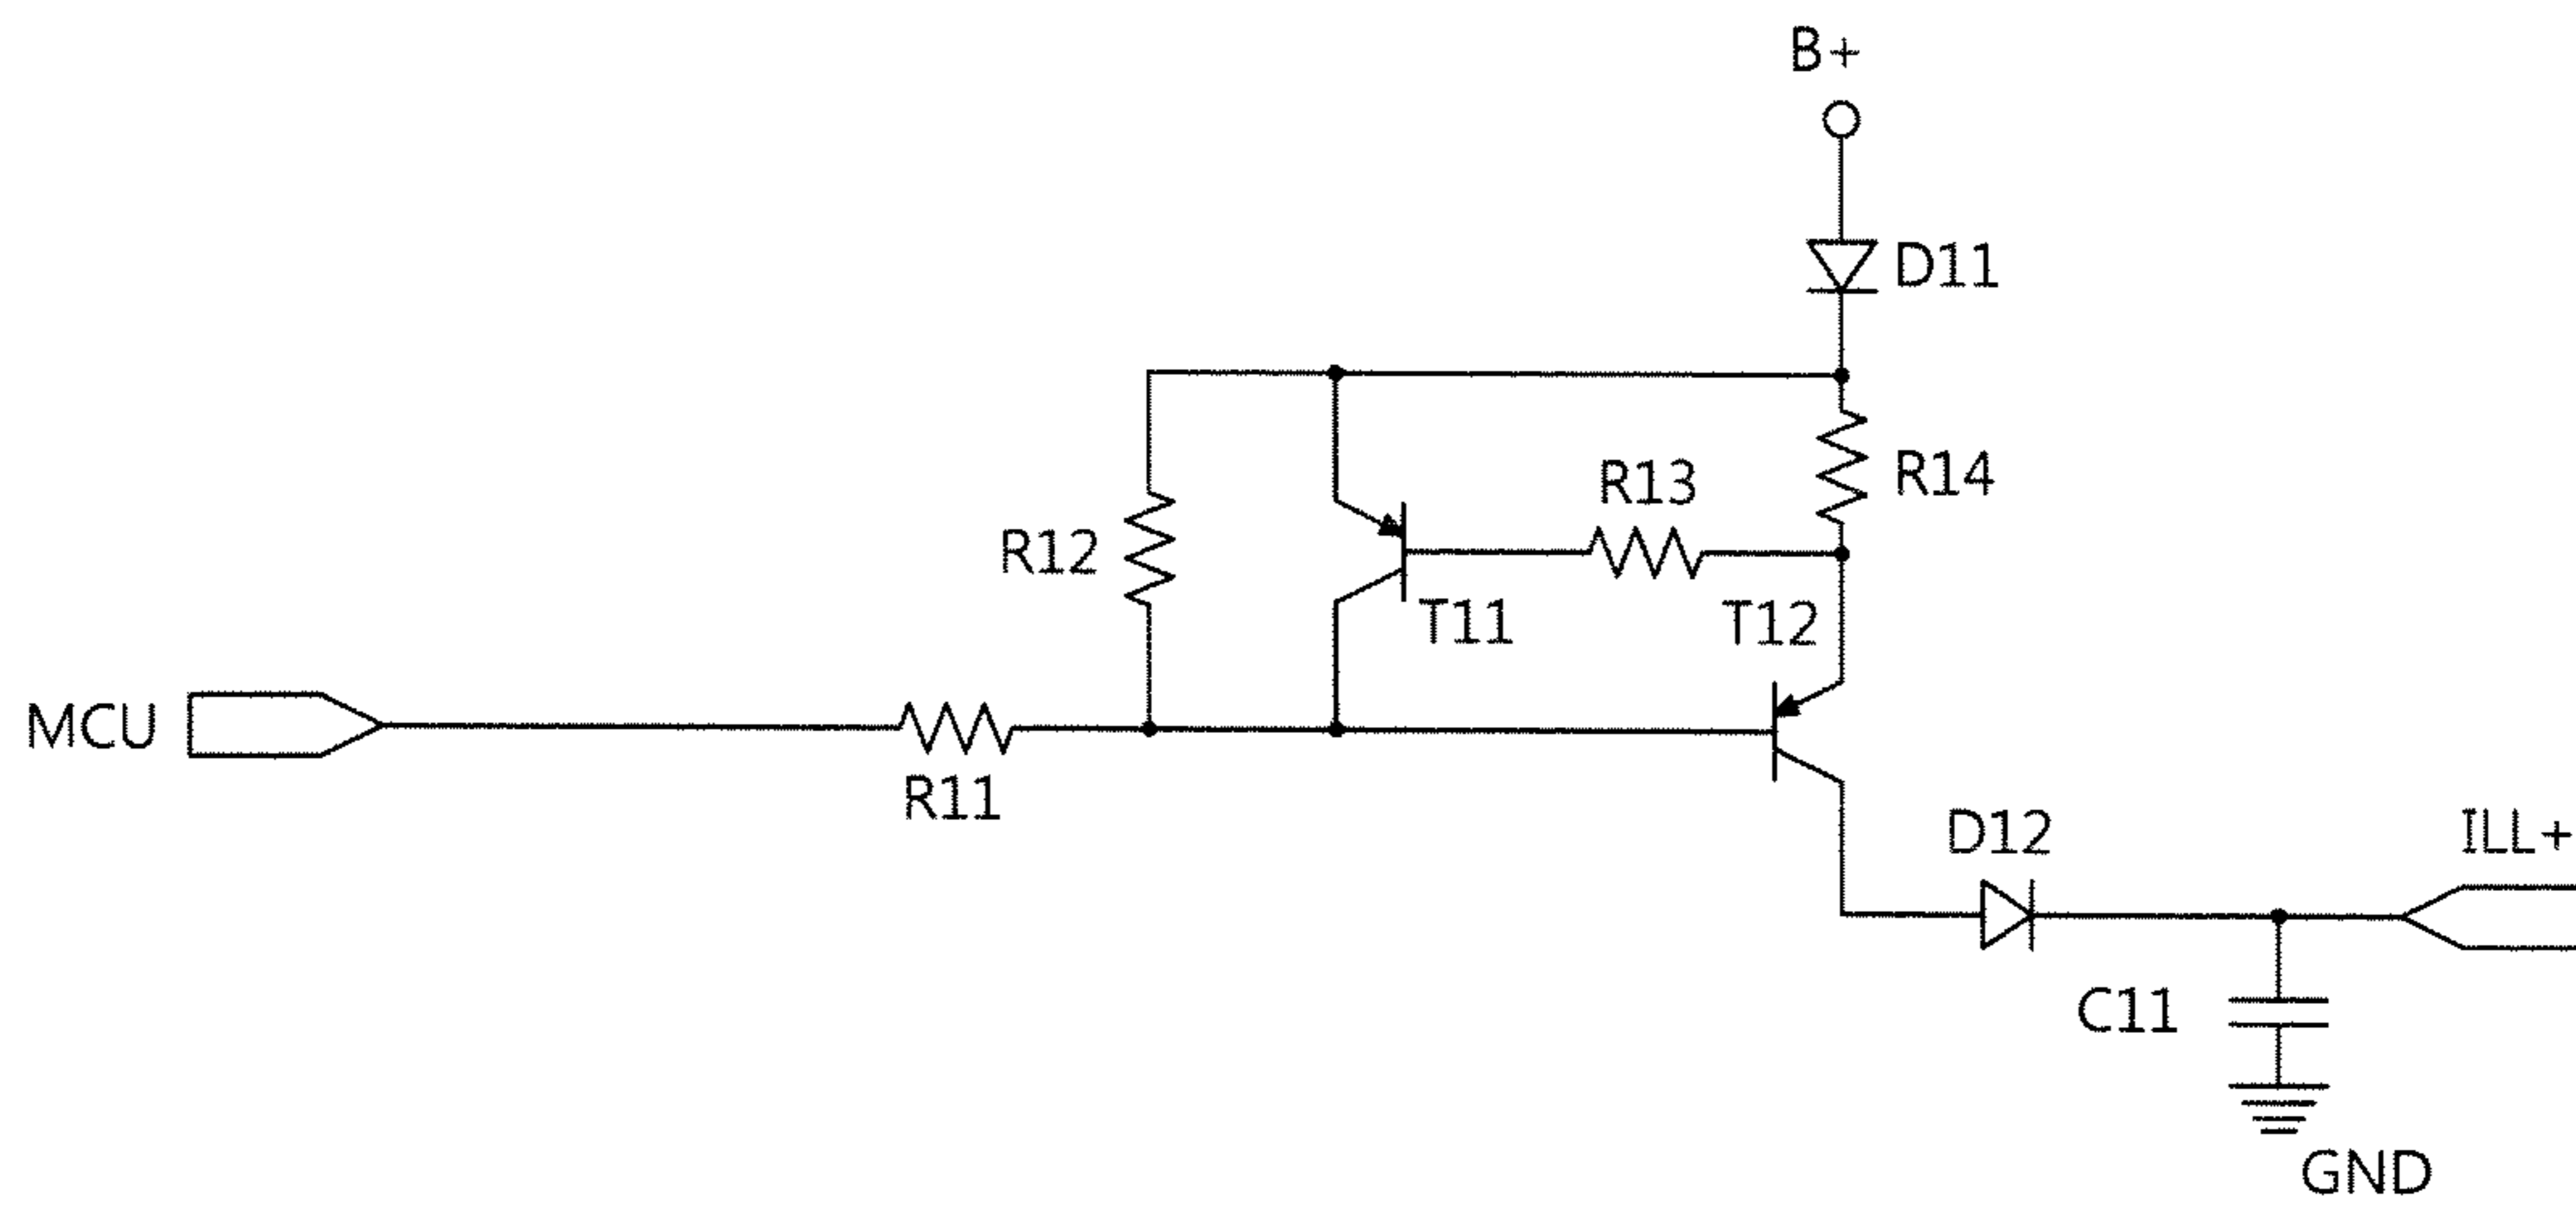 B+
D11
R14
R13
R12
T11
T12
MCU
R11
D12
ILL+
C11
GND